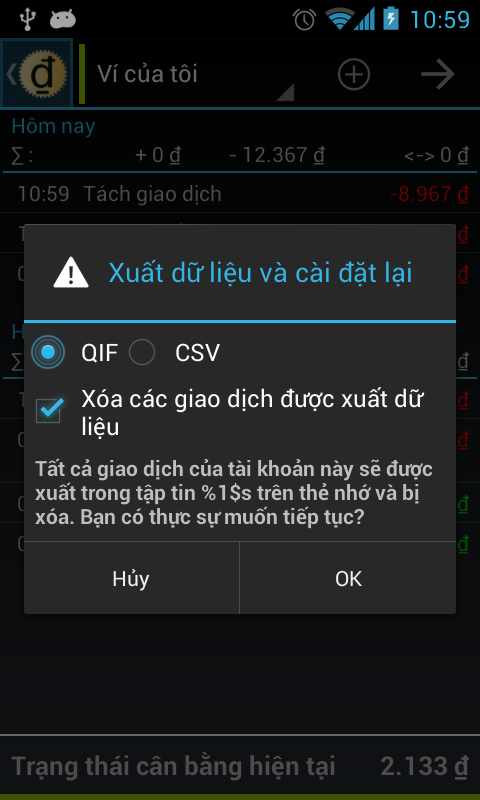 10:59
đ Ví của tôi
Hôm nay
∑ : + 0 ₫ - 12.367 ₫ <-> 0 ₫
10:59 Tách giao dịch -8.967 ₫
Xuất dữ liệu và cài đặt lại
QIF CSV
Xóa các giao dịch được xuất dữ
liệu
Tất cả giao dịch của tài khoản này sẽ được
xuất trong tập tin %1$s trên thẻ nhớ và bị
xóa. Bạn có thực sự muốn tiếp tục?
Hủy OK
Trạng thái cân bằng hiện tại 2.133 ₫